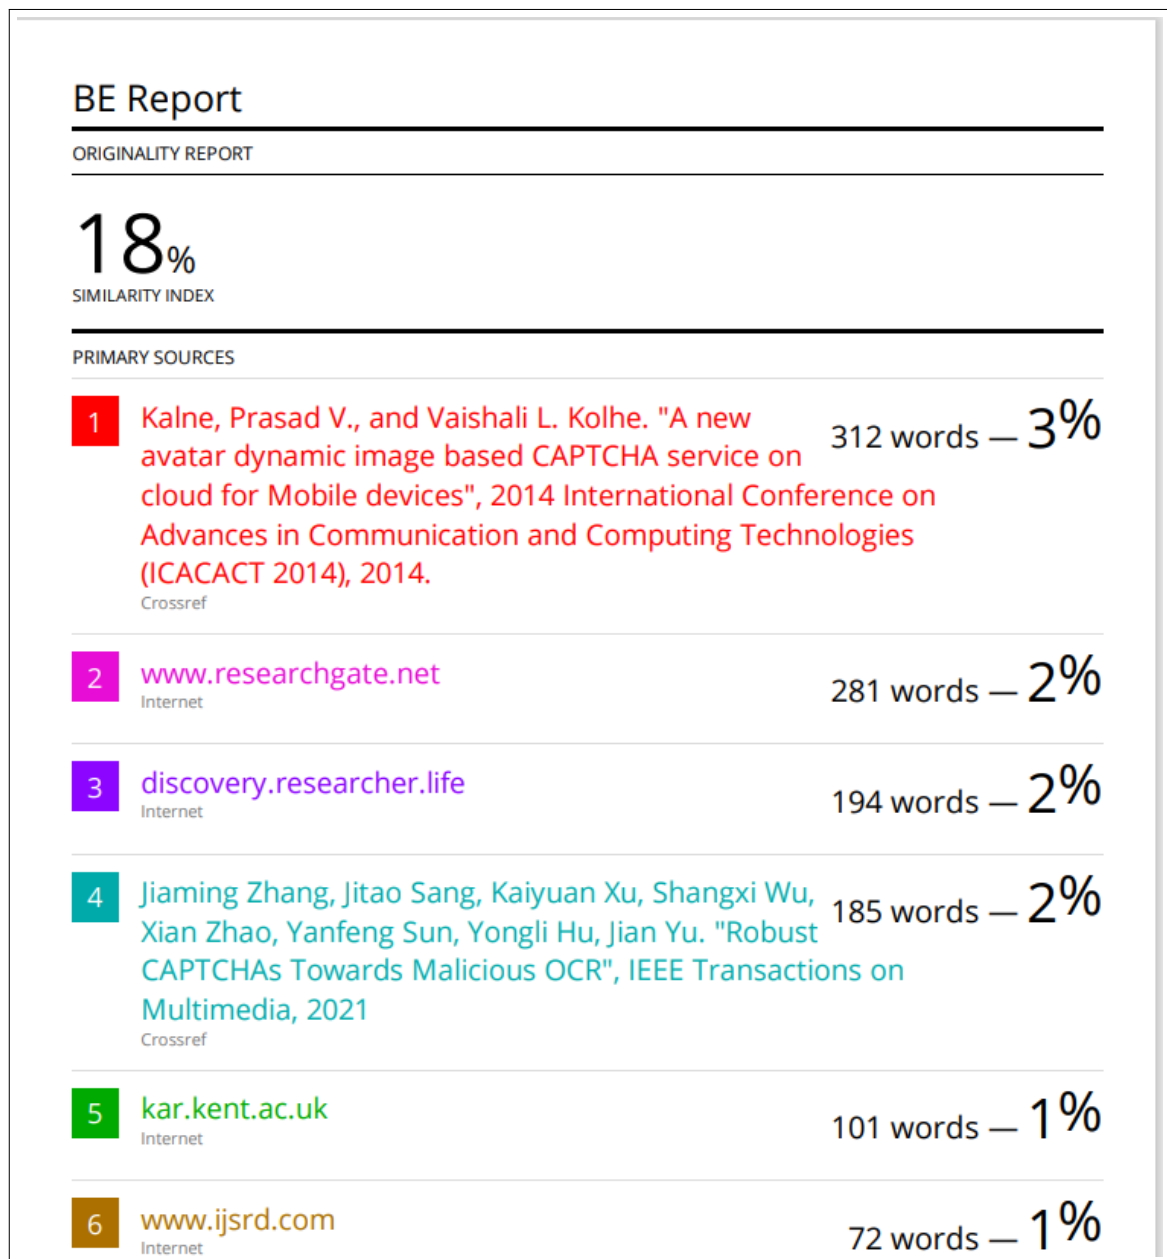 BE Report
ORIGINALITY REPORT
18%
SIMILARITY INDEX
PRIMARY SOURCES
1
Kalne, Prasad V., and Vaishali L. Kolhe. "A new
avatar dynamic image based CAPTCHA service on
cloud for Mobile devices", 2014 International Conference on
Advances in Communication and Computing Technologies
(ICACACT 2014), 2014.
Crossref
312 words — 3%
2
www.researchgate.net
Internet
281 words — 2%
3
discovery.researcher.life
Internet
194 words — 2%
4
Jiaming Zhang, Jitao Sang, Kaiyuan Xu, Shangxi Wu,
Xian Zhao, Yanfeng Sun, Yongli Hu, Jian Yu. "Robust
CAPTCHAs Towards Malicious OCR", IEEE Transactions on
Multimedia, 2021
Crossref
185 words — 2%
5
kar.kent.ac.uk
Internet
101 words — 1%
6
www.ijsrd.com
Internet
72 words — 1%